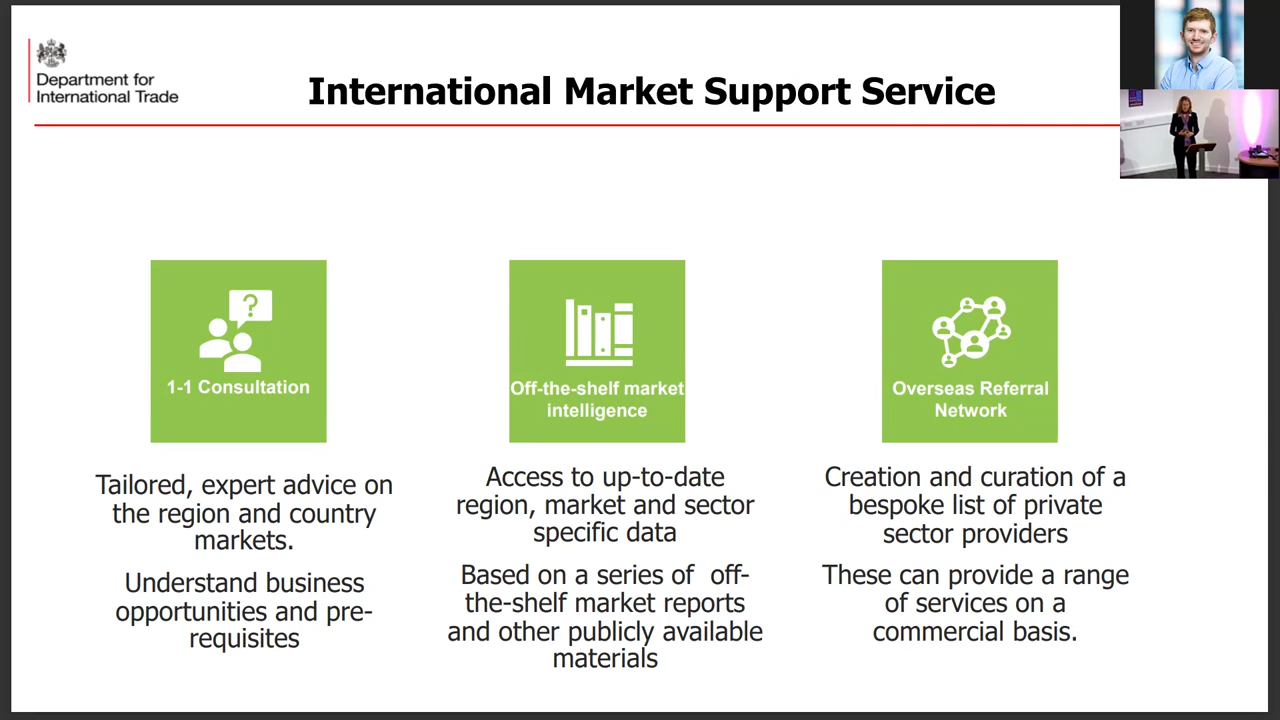 Department for
International Trade
International Market Support Service
?
1-1 Consultation
Tailored, expert advice on
the region and country
markets.
Understand business
opportunities and pre-
requisites
Off-the-shelf market
intelligence
Access to up-to-date
region, market and sector
specific data
Based on a series of  off-
the-shelf market reports
and other publicly available
materials
Overseas Referral
Network
Creation and curation of a
bespoke list of private
sector providers
These can provide a range
of services on a
commercial basis.